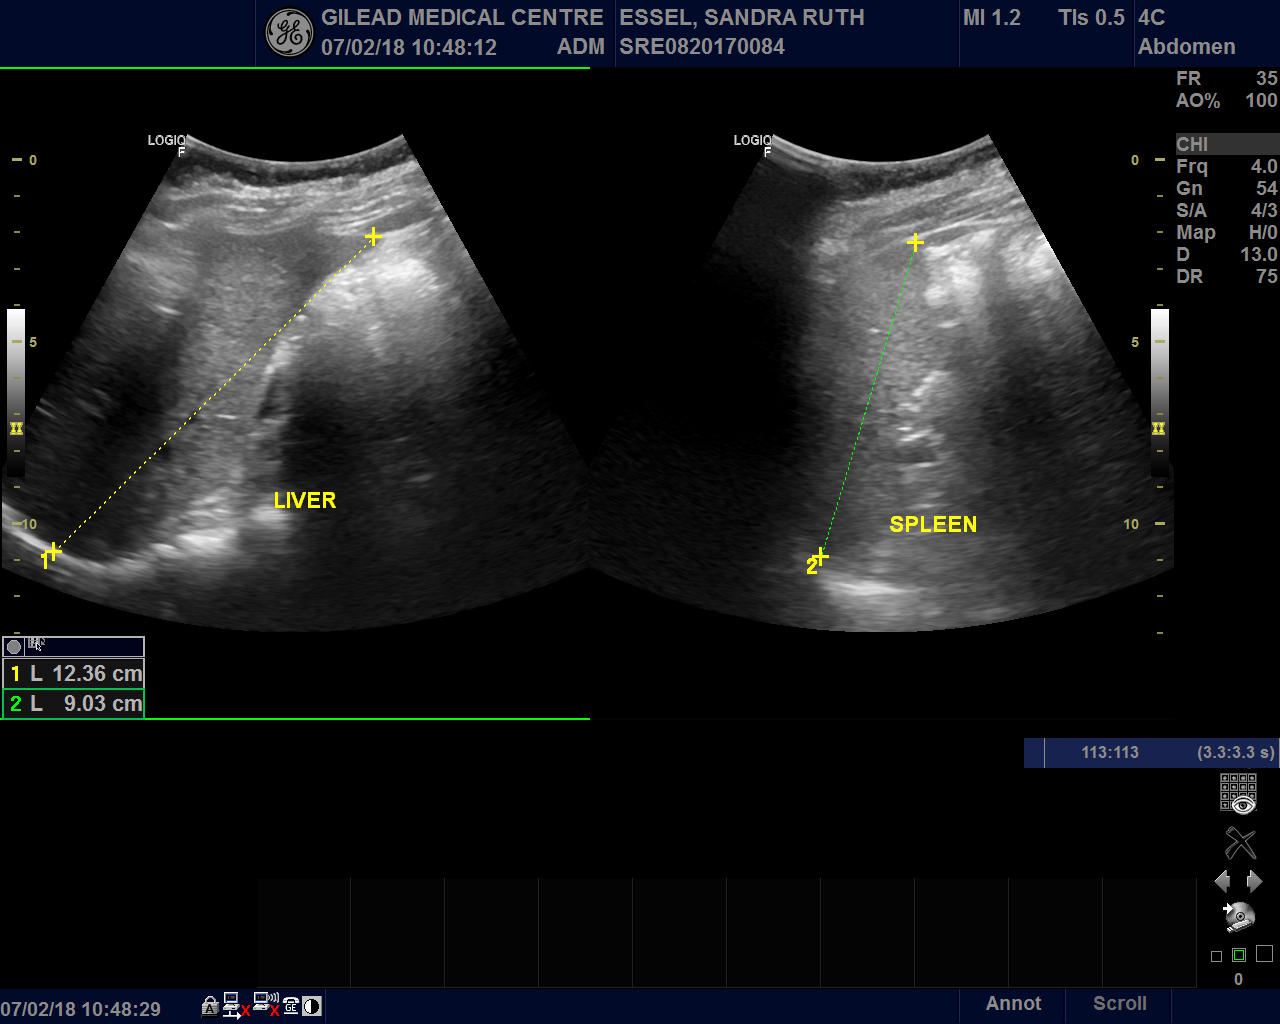 GILEAD MEDICAL CENTRE
07/02/18 10:48:12 ADM
ESSEL, SANDRA RUTH
SRE0820170084
MI 1.2 TIs 0.5
4C
Abdomen
FR 35
AO% 100
CHI
Frq 4.0
Gn 54
S/A 4/3
Map H/0
D 13.0
DR 75
LOGIQ
F
0
5
10
1
LIVER
LOGIQ
F
0
5
10
2
SPLEEN
1 L 12.36 cm
2 L 9.03 cm
113:113 (3.3:3.3 s)
0
07/02/18 10:48:29
A
GE
Annot
Scroll